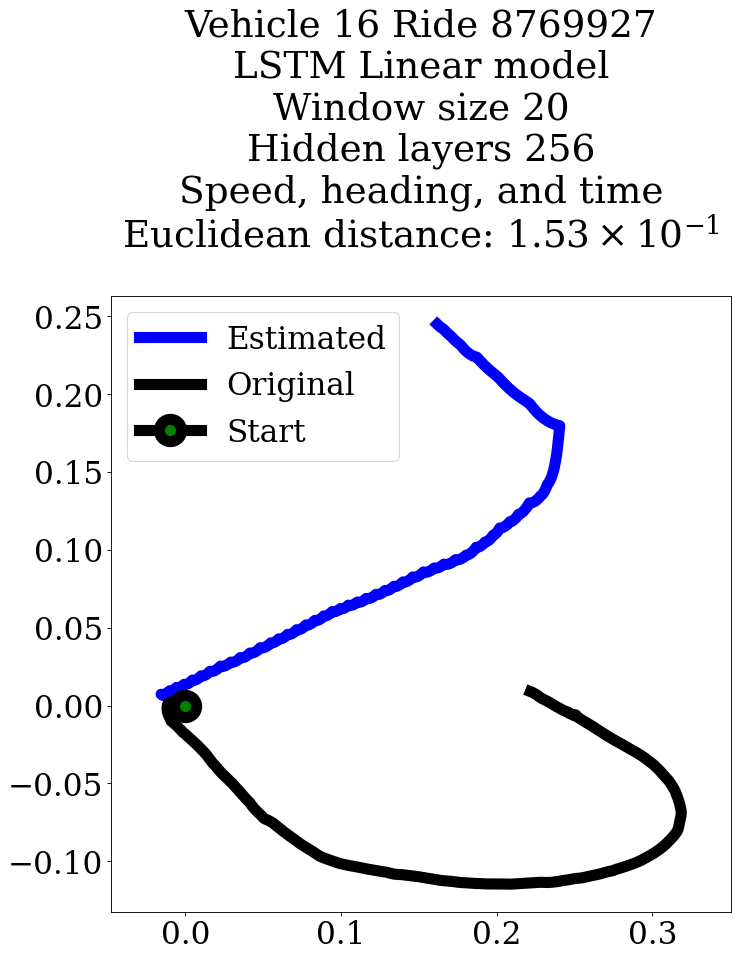 Vehicle 16 Ride 8769927
LSTM Linear model
Window size 20
Hidden layers 256
Speed, heading, and time
Euclidean distance: 1.53 × 10⁻¹
Estimated
Original
Start
0.25
0.20
0.15
0.10
0.05
0.00
−0.05
−0.10
0.0 0.1 0.2 0.3